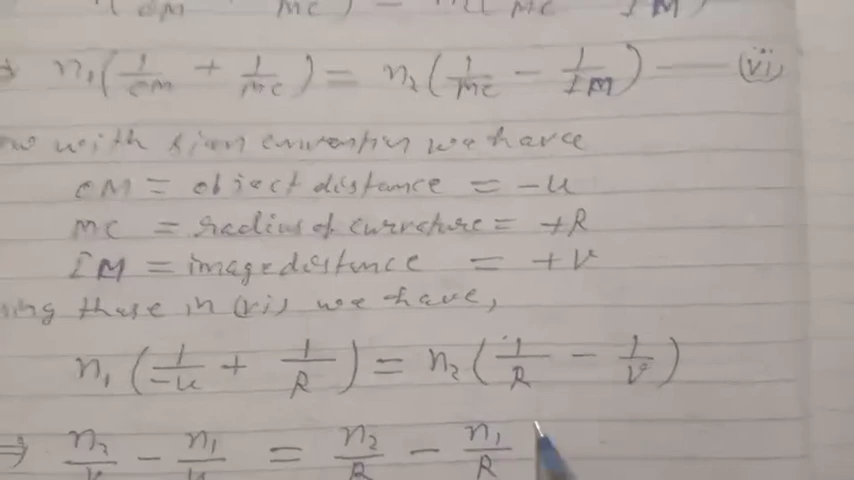 ⇒ n₁(1/OM + 1/MC) = n₂(1/MC − 1/IM) —— (vi)
with sign convention we have
OM = object distance = −u
MC = radius of curvature = +R
IM = image distance = +v
these in (vi) we have,
n₁(1/−u + 1/R) = n₂(1/R − 1/v)
⇒ n₂/v − n₁/u = n₂/R − n₁/R